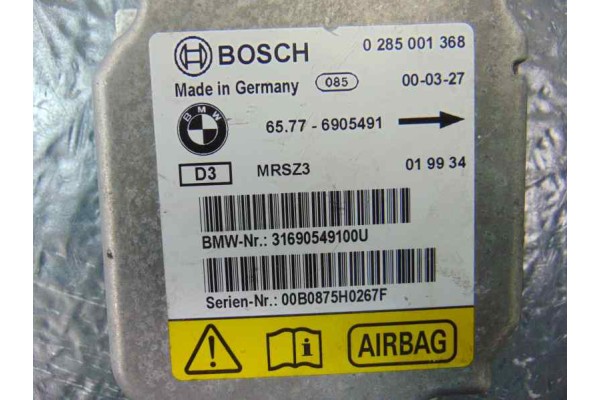 BOSCH 0 285 001 368
Made in Germany 085 00-03-27
BMW 65.77 - 6905491
D3 MRSZ3 01 99 34
BMW-Nr.: 31690549100U
Serien-Nr.: 00B0875H0267F
i AIRBAG